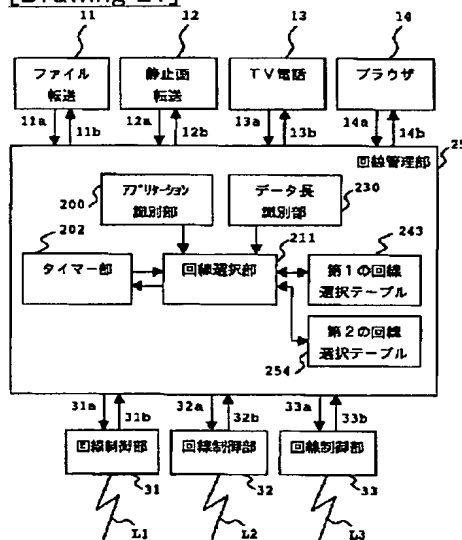 11
12
13
14
ファイル
転送
静止画
転送
TV電話
ブラウザ
11a
11b
12a
12b
13a
13b
14a
14b
25
回線管理部
アプリケーション
識別部
データ長
識別部
200
230
202
211
243
タイマー部
回線選択部
第1の回線
選択テーブル
第2の回線
選択テーブル
254
31a
31b
32a
32b
33a
33b
回線制御部
回線制御部
回線制御部
31
32
33
L1
L2
L3